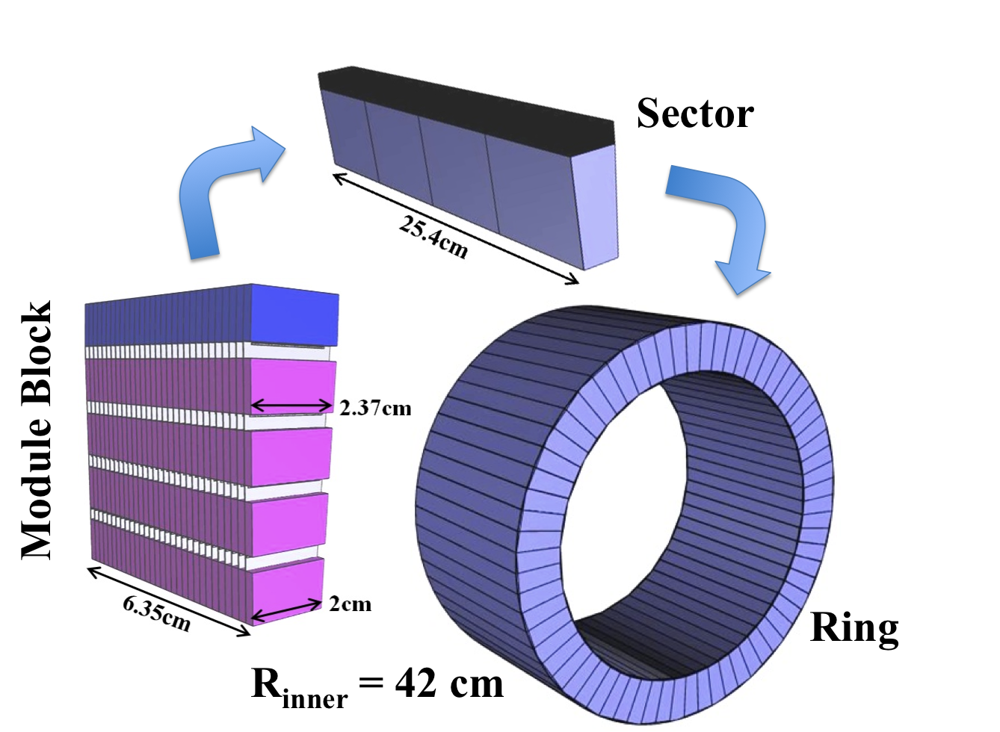 Sector
25.4cm
Module Block
2.37cm
2cm
6.35cm
Ring
Rinner = 42 cm